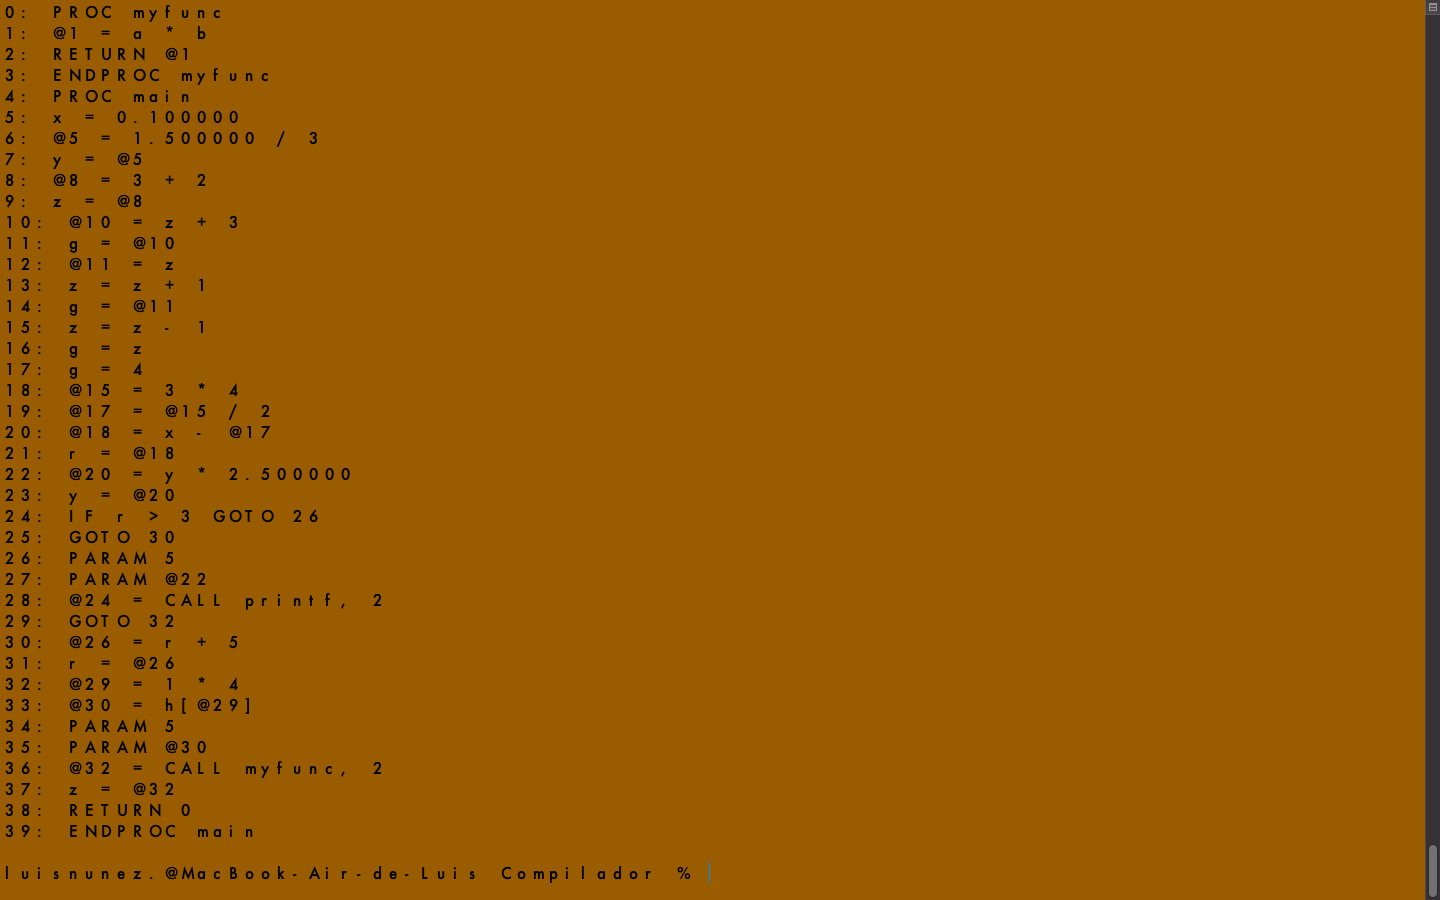 0: PROC myfunc
1: @1 = a * b
2: RETURN @1
3: ENDPROC myfunc
4: PROC main
5: x = 0.100000
6: @5 = 1.500000 / 3
7: y = @5
8: @8 = 3 + 2
9: z = @8
10: @10 = z + 3
11: g = @10
12: @11 = z
13: z = z + 1
14: g = @11
15: z = z - 1
16: g = z
17: g = 4
18: @15 = 3 * 4
19: @17 = @15 / 2
20: @18 = x - @17
21: r = @18
22: @20 = y * 2.500000
23: y = @20
24: IF r > 3 GOTO 26
25: GOTO 30
26: PARAM 5
27: PARAM @22
28: @24 = CALL printf, 2
29: GOTO 32
30: @26 = r + 5
31: r = @26
32: @29 = 1 * 4
33: @30 = h[@29]
34: PARAM 5
35: PARAM @30
36: @32 = CALL myfunc, 2
37: z = @32
38: RETURN 0
39: ENDPROC main
luisnunez.@MacBook-Air-de-Luis Compilador %